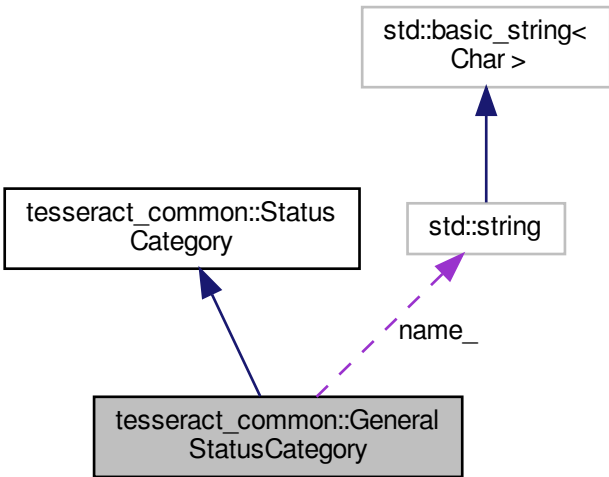 std::basic_string<
Char >
tesseract_common::Status
Category
std::string
name_
tesseract_common::General
StatusCategory